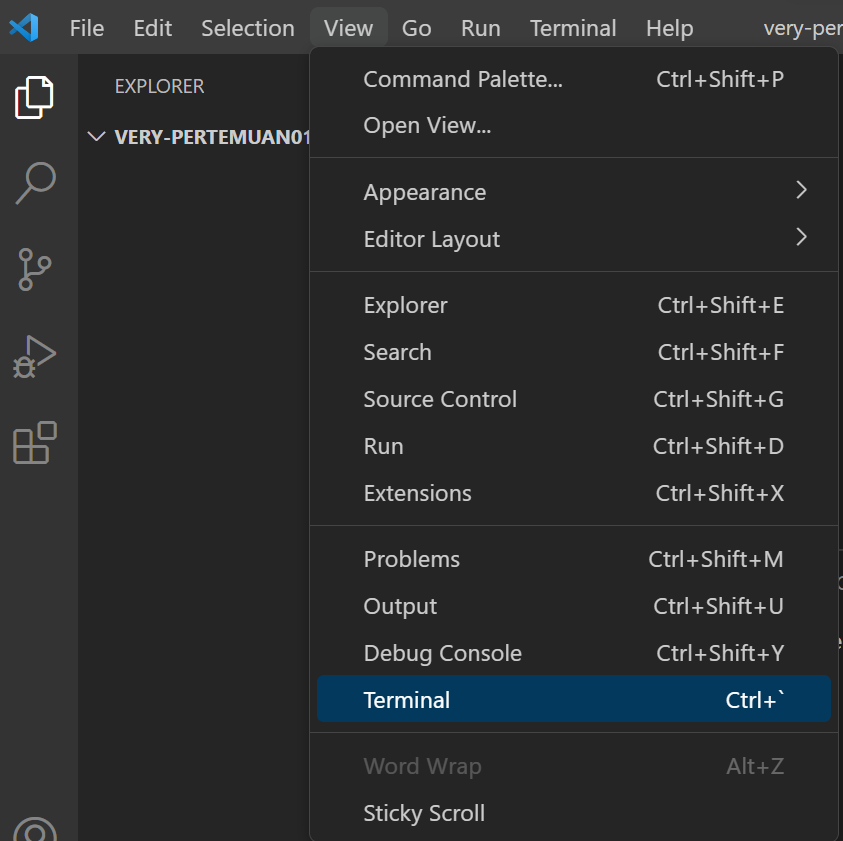 File Edit Selection View Go Run Terminal Help very-per
EXPLORER
VERY-PERTEMUAN01
Command Palette... Ctrl+Shift+P
Open View...
Appearance
Editor Layout
Explorer Ctrl+Shift+E
Search Ctrl+Shift+F
Source Control Ctrl+Shift+G
Run Ctrl+Shift+D
Extensions Ctrl+Shift+X
Problems Ctrl+Shift+M
Output Ctrl+Shift+U
Debug Console Ctrl+Shift+Y
Terminal Ctrl+`
Word Wrap Alt+Z
Sticky Scroll